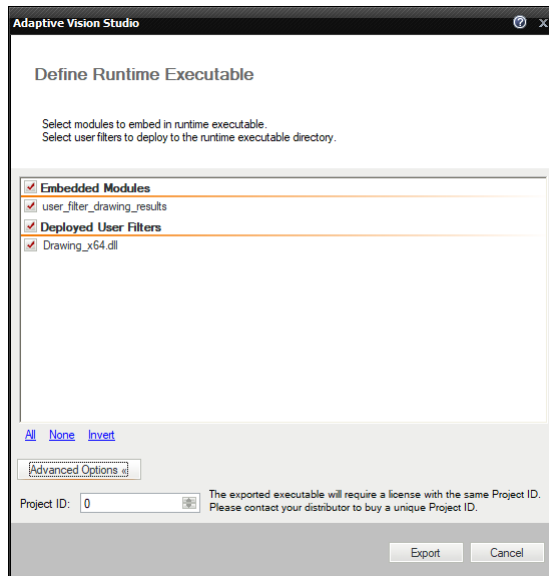 Adaptive Vision Studio
Define Runtime Executable
Select modules to embed in runtime executable.
Select user filters to deploy to the runtime executable directory.
Embedded Modules
user_filter_drawing_results
Deployed User Filters
Drawing_x64.dll
All None Invert
Advanced Options «
Project ID: 0
The exported executable will require a license with the same Project ID.
Please contact your distributor to buy a unique Project ID.
Export Cancel